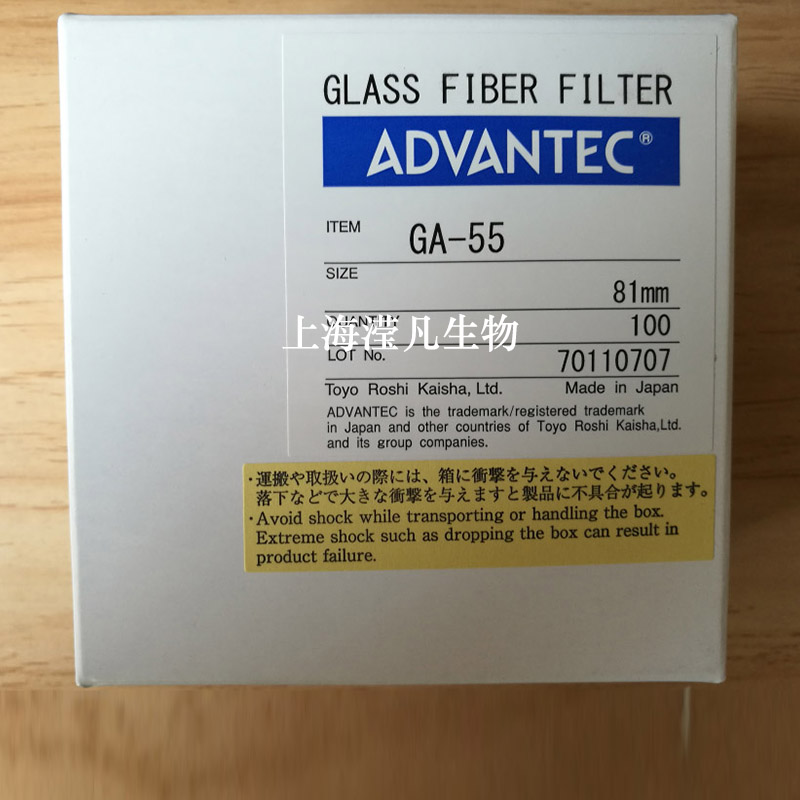 GLASS FIBER FILTER
ADVANTEC®
ITEM GA-55
SIZE 81mm
QUANTITY 100
上海滢凡生物
LOT No. 70110707
Toyo Roshi Kaisha, Ltd. Made in Japan
ADVANTEC is the trademark/registered trademark
in Japan and other countries of Toyo Roshi Kaisha,Ltd.
and its group companies.
・運搬や取扱いの際には、箱に衝撃を与えないでください。
落下などで大きな衝撃を与えますと製品に不具合が起ります。
・Avoid shock while transporting or handling the box.
Extreme shock such as dropping the box can result in
product failure.